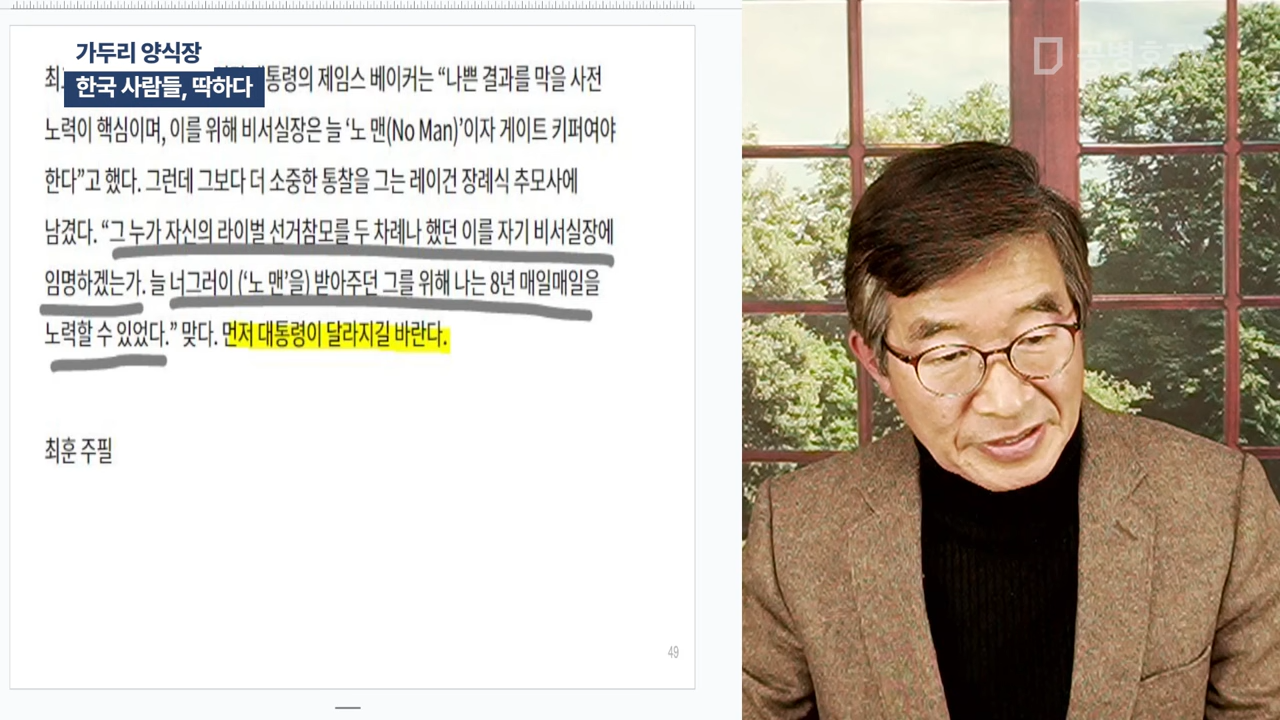 가두리 양식장
한국 사람들, 딱하다
최 대통령의 제임스 베이커는 “나쁜 결과를 막을 사전
노력이 핵심이며, 이를 위해 비서실장은 늘 ‘노 맨(No Man)’이자 게이트 키퍼여야
한다”고 했다. 그런데 그보다 더 소중한 통찰을 그는 레이건 장례식 추모사에
남겼다. “그 누가 자신의 라이벌 선거참모를 두 차례나 했던 이를 자기 비서실장에
임명하겠는가. 늘 너그러이 (‘노 맨’을) 받아주던 그를 위해 나는 8년 매일매일을
노력할 수 있었다.” 맞다. 먼저 대통령이 달라지길 바란다.
최훈 주필
49
공병호TV